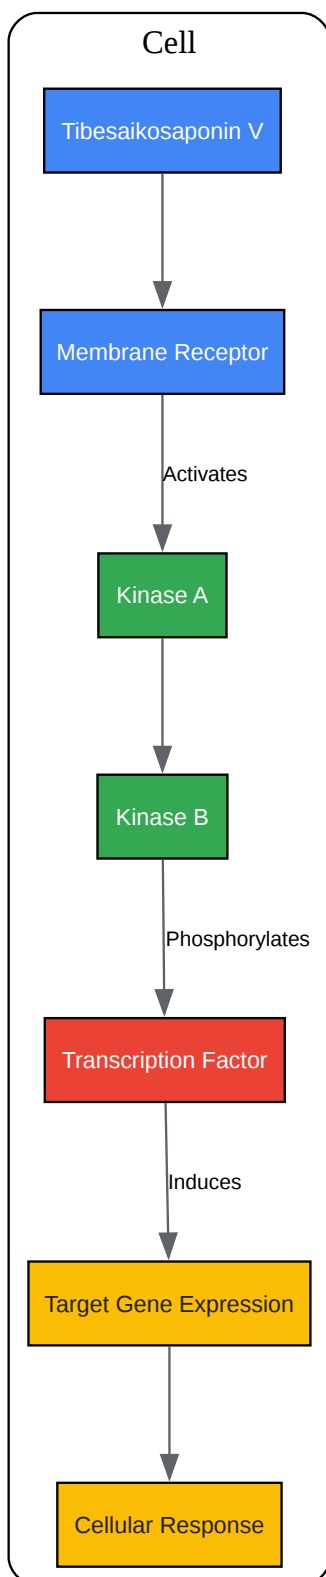 Cell
Tibesaikosaponin V
Membrane Receptor
Activates
Kinase A
Kinase B
Phosphorylates
Transcription Factor
Induces
Target Gene Expression
Cellular Response